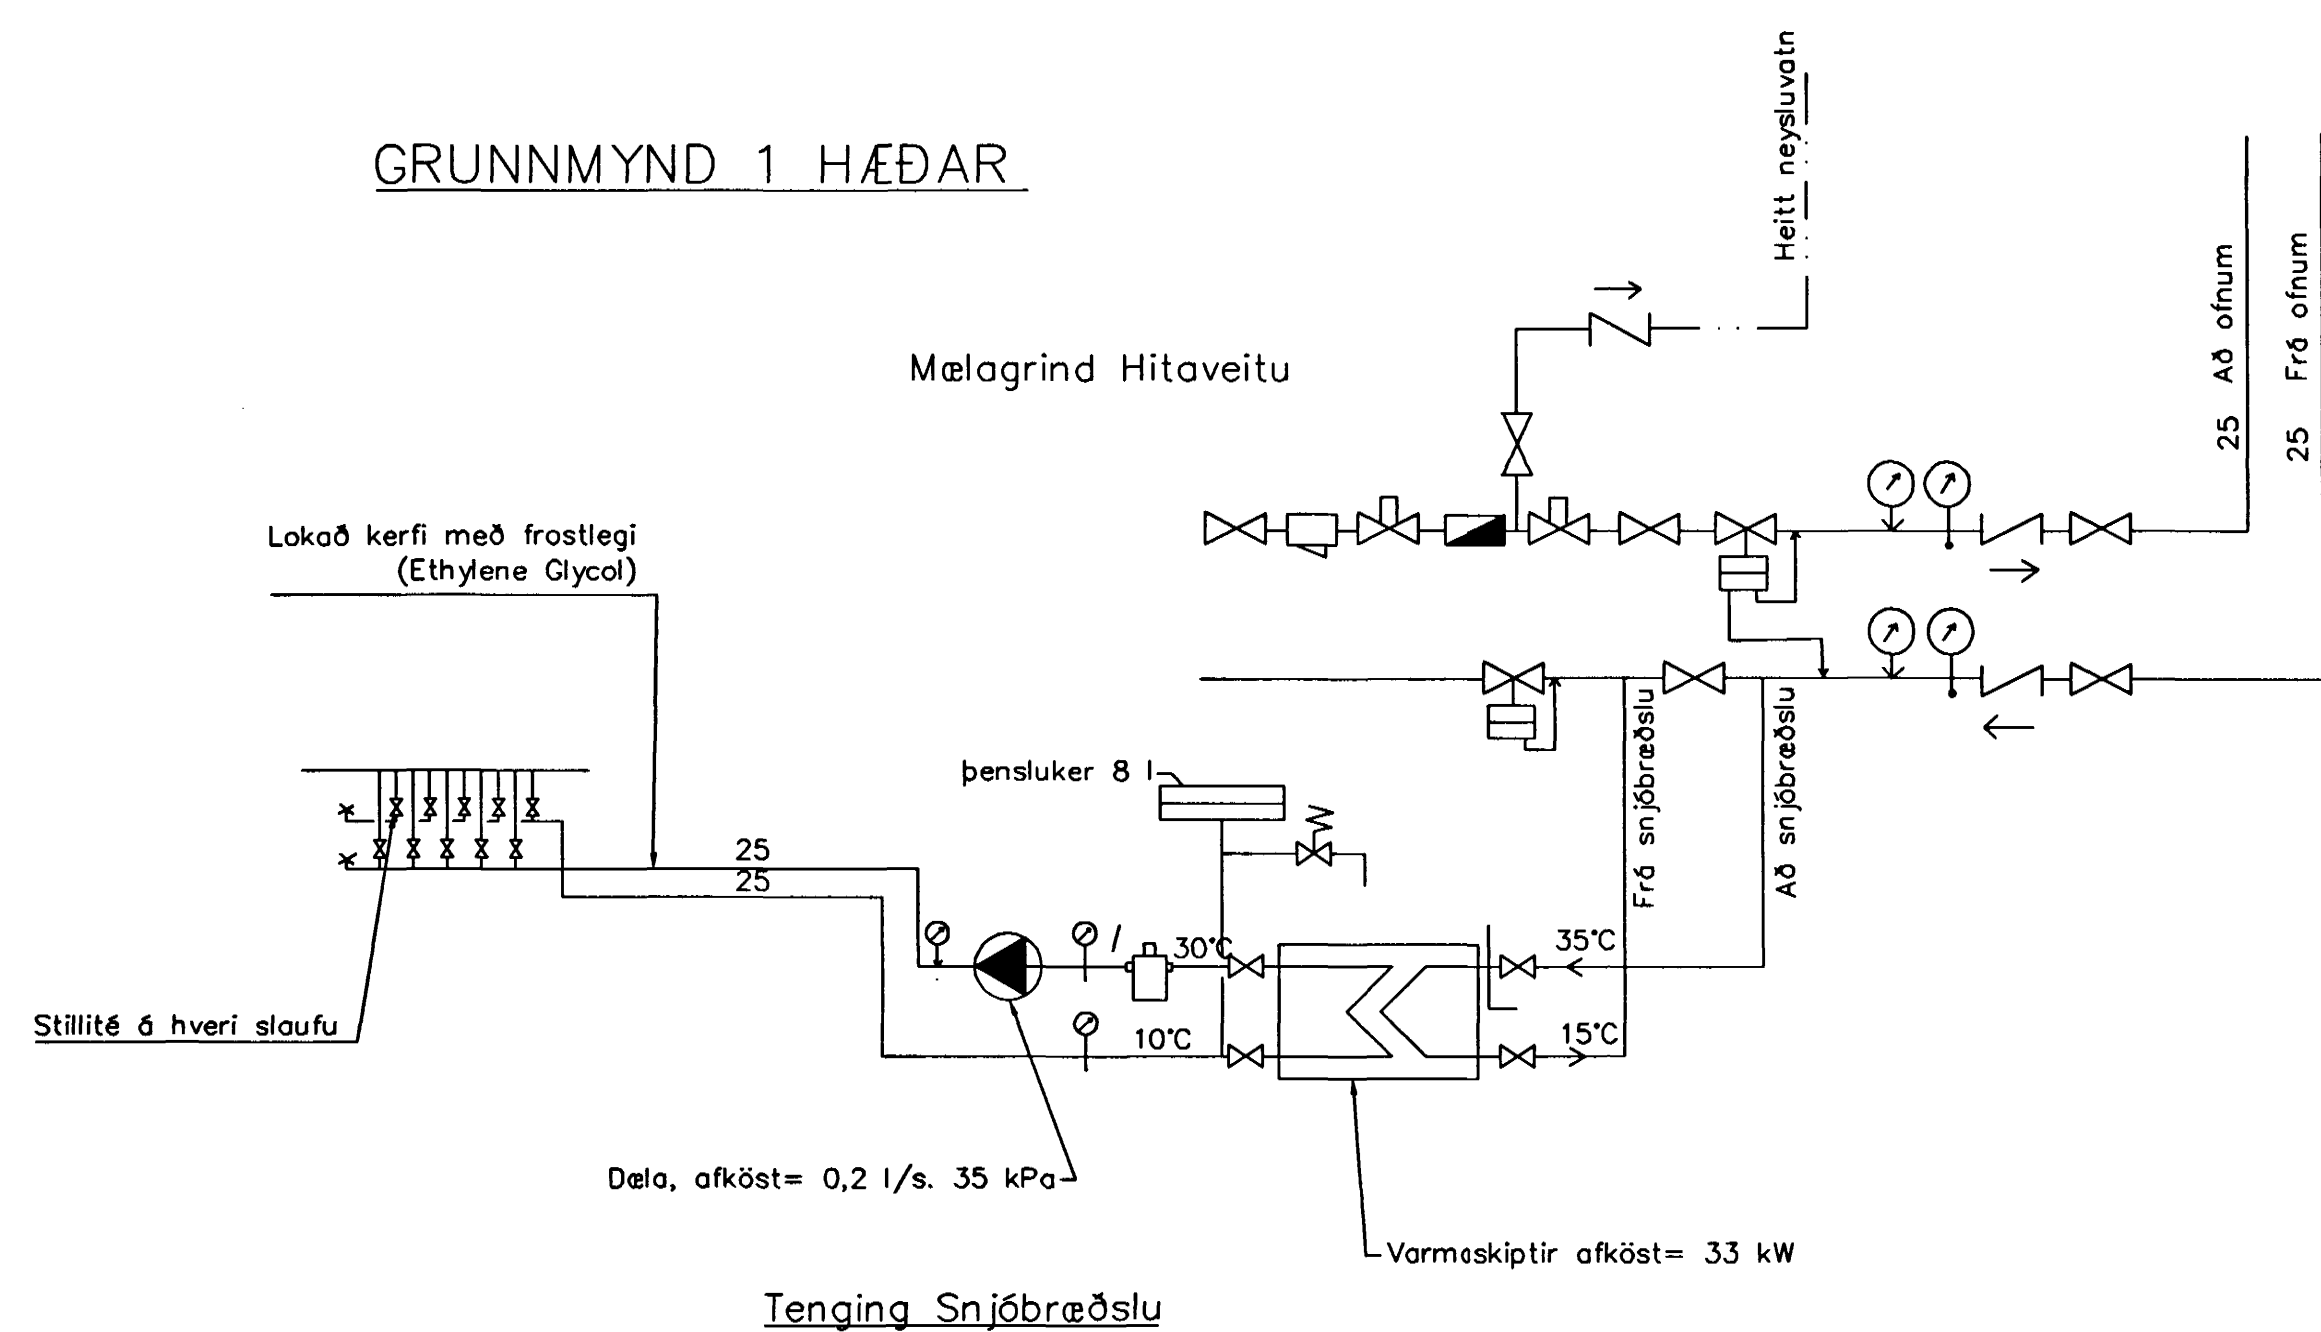 GRUNNMYND 1 HÆÐAR
Heitt neysluvatn
25 Að ofnum
25 Frá ofnum
Mælagrind Hitaveitu
Lokað kerfi með frostlegi
(Ethylene Glycol)
þensluker 8 l
Frá snjóbræðslu
Að snjóbræðslu
25
25
30°C
35°C
Stillité á hveri slaufu
10°C
15°C
Dæla, afköst= 0,2 l/s. 35 kPa
Varmaskiptir afköst= 33 kW
Tenging Snjóbræðslu